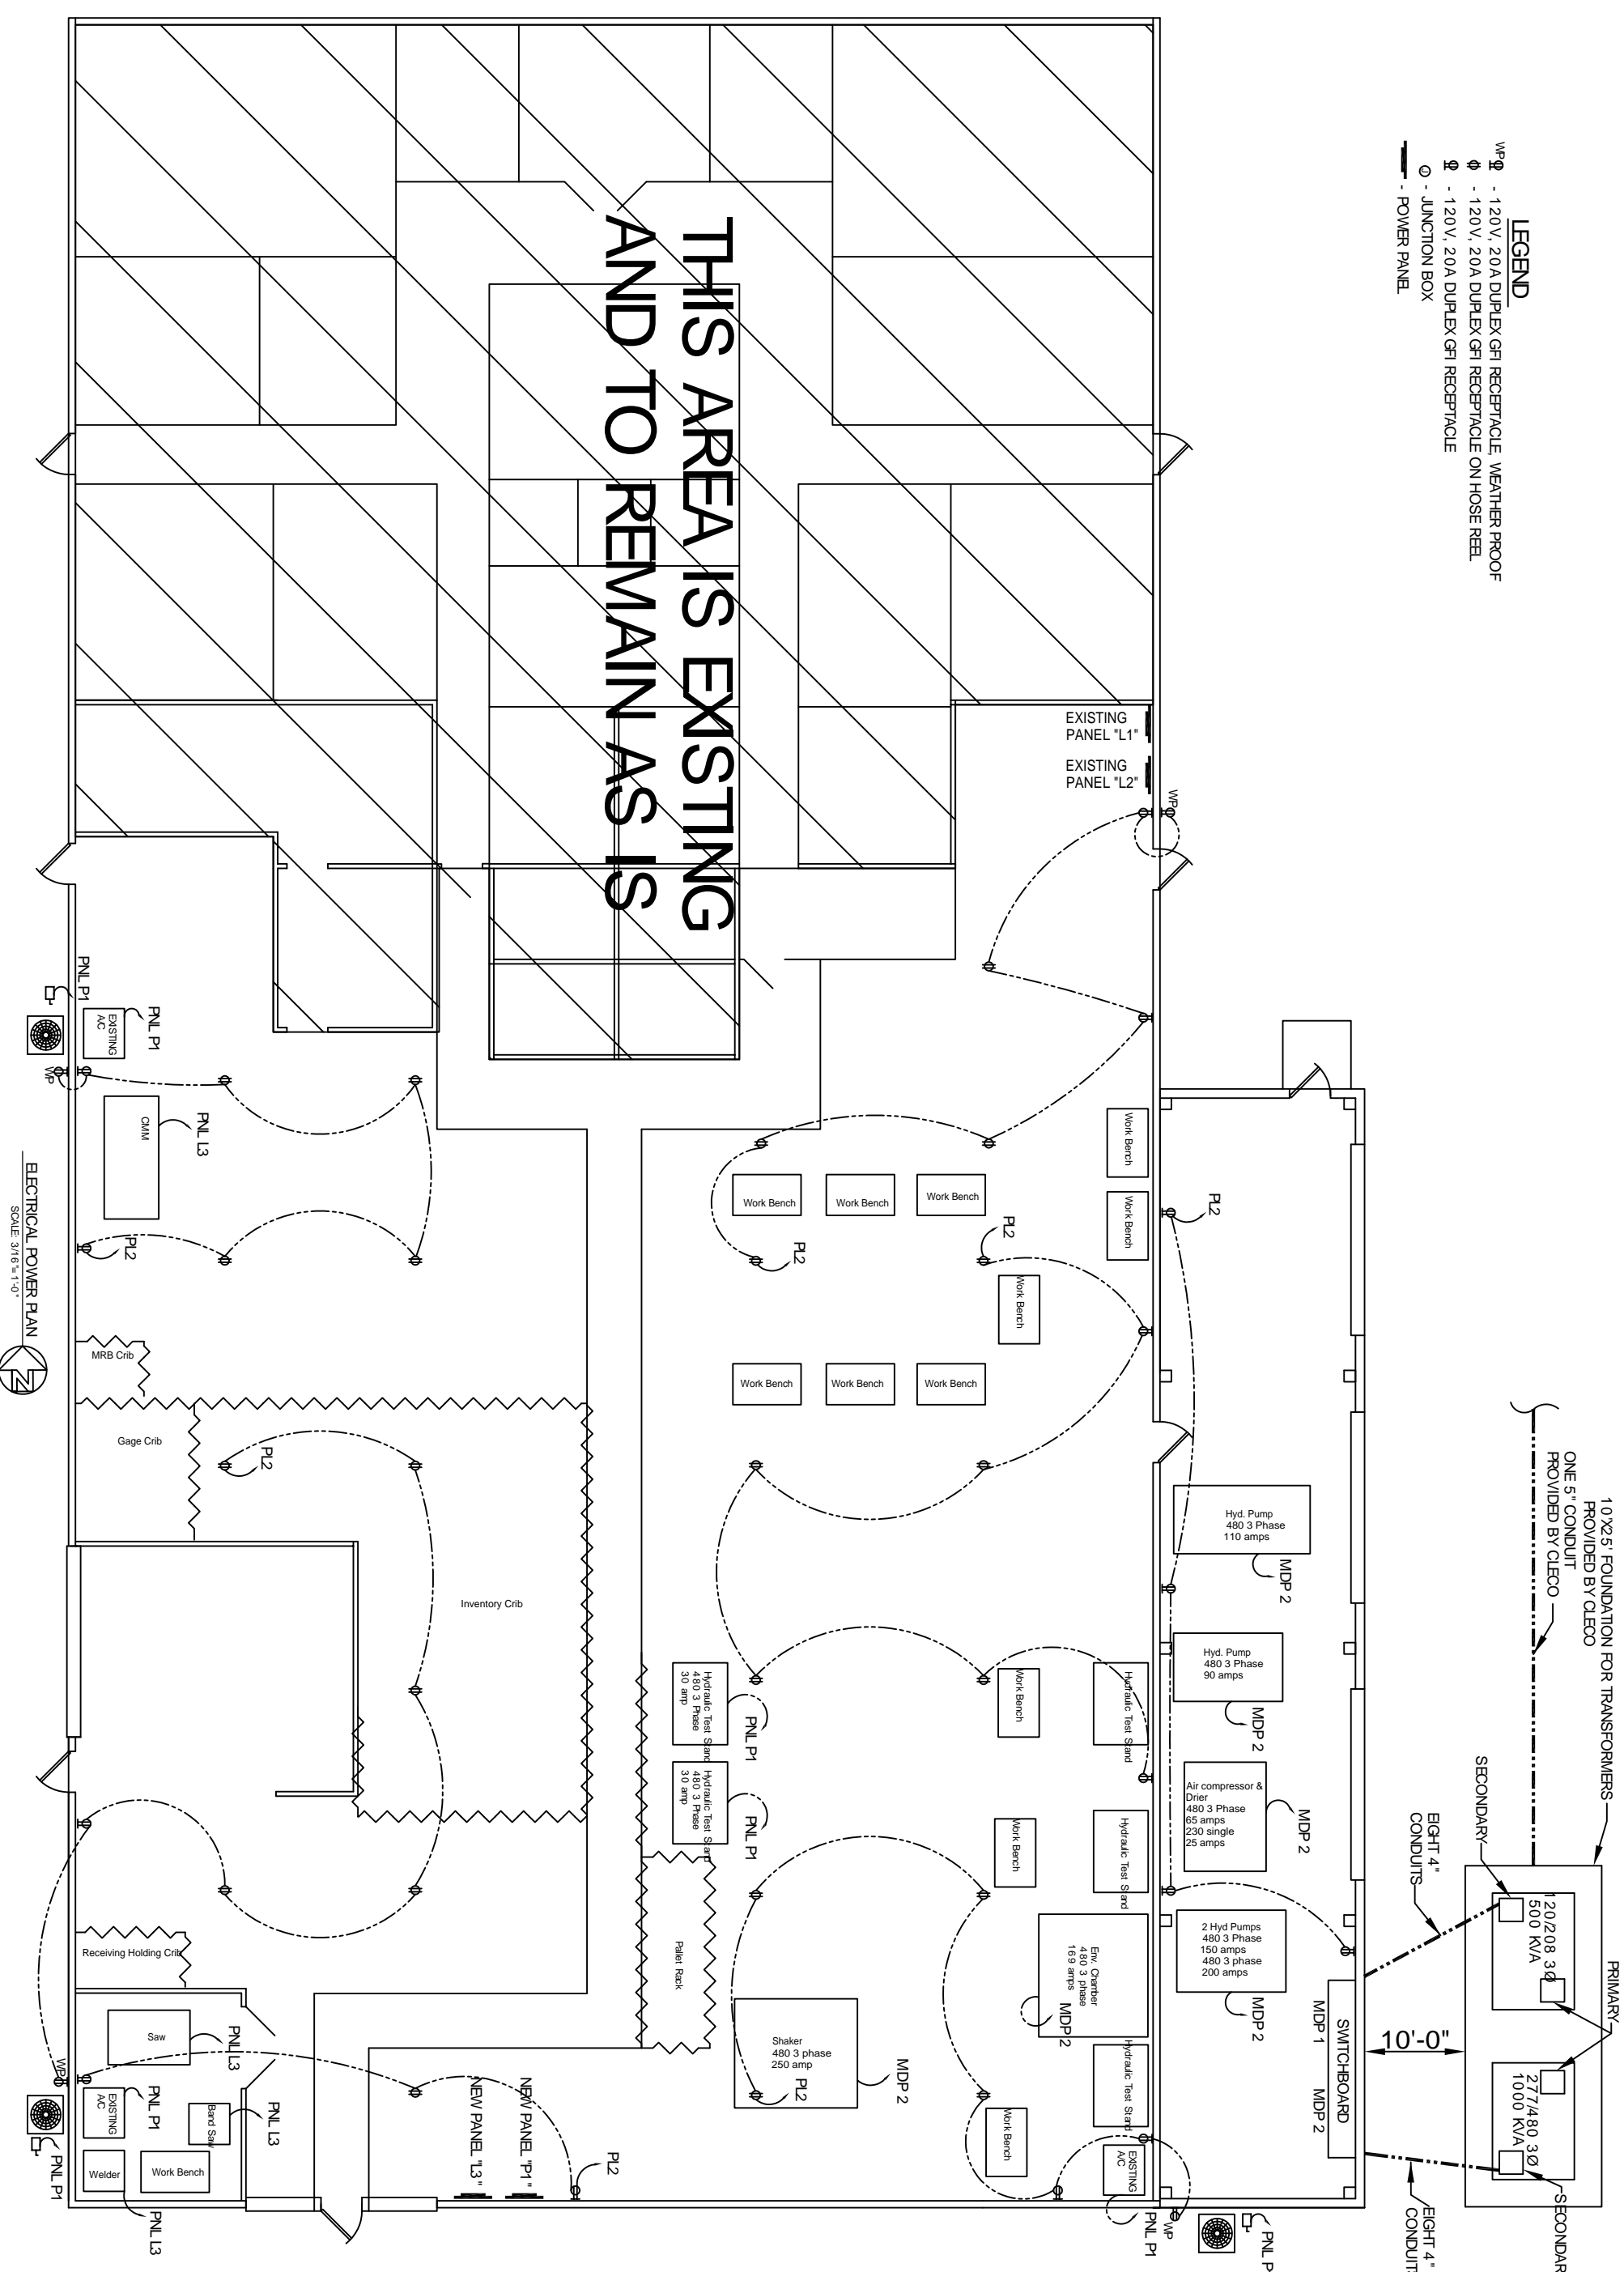 LEGEND
WP - 120V, 20A DUPLEX GFI RECEPTACLE, WEATHER PROOF
- 120V, 20A DUPLEX GFI RECEPTACLE ON HOSE REEL
- 120V, 20A DUPLEX GFI RECEPTACLE
J - JUNCTION BOX
- POWER PANEL
THIS AREA IS EXISTING
AND TO REMAIN AS IS
EXISTING
PANEL "L1"
EXISTING
PANEL "L2"
WP
10'X25' FOUNDATION FOR TRANSFORMERS
PROVIDED BY CLECO
ONE 5" CONDUIT
PROVIDED BY CLECO
SECONDARY
PRIMARY
120/208 3Ø
500 KVA
277/480 3Ø
1000 KVA
SECONDAR
EIGHT 4"
CONDUITS
EIGHT 4"
CONDUIT
10'-0"
SWITCHBOARD
MDP 1
MDP 2
Work Bench
Work Bench
PL2
Work Bench
Work Bench
Work Bench
PL2
PL2
Work Bench
Work Bench
Work Bench
Work Bench
Hyd. Pump
480 3 Phase
110 amps
MDP 2
Hyd. Pump
480 3 Phase
90 amps
MDP 2
Air compressor &
Drier
480 3 Phase
65 amps
230 single
25 amps
MDP 2
2 Hyd Pumps
480 3 Phase
150 amps
480 3 phase
200 amps
MDP 2
Hydraulic Test Stand
Work Bench
Hydraulic Test Stand
480 3 Phase
30 amp
PNL P1
Hydraulic Test Stand
480 3 Phase
30 amp
PNL P1
Hydraulic Test Stand
Work Bench
Env. Chamber
480 3 phase
169 amps
MDP 2
Pallet Rack
Shaker
480 3 phase
250 amp
MDP 2
PL2
Hydraulic Test Stand
Work Bench
EXISTING
A/C
PNL P1
WP
PNL P
PNL P1
EXISTING
A/C
PNL P1
WP
CMM
PNL L3
PL2
MRB Crib
Gage Crib
PL2
Inventory Crib
Receiving Holding Crib
Saw
PNL L3
WP
EXISTING
A/C
PNL P1
Band Saw
PNL L3
Welder
Work Bench
PNL P1
PNL L3
NEW PANEL "L3"
NEW PANEL "P1"
PL2
ELECTRICAL POWER PLAN
SCALE: 3/16"= 1'-0"
N